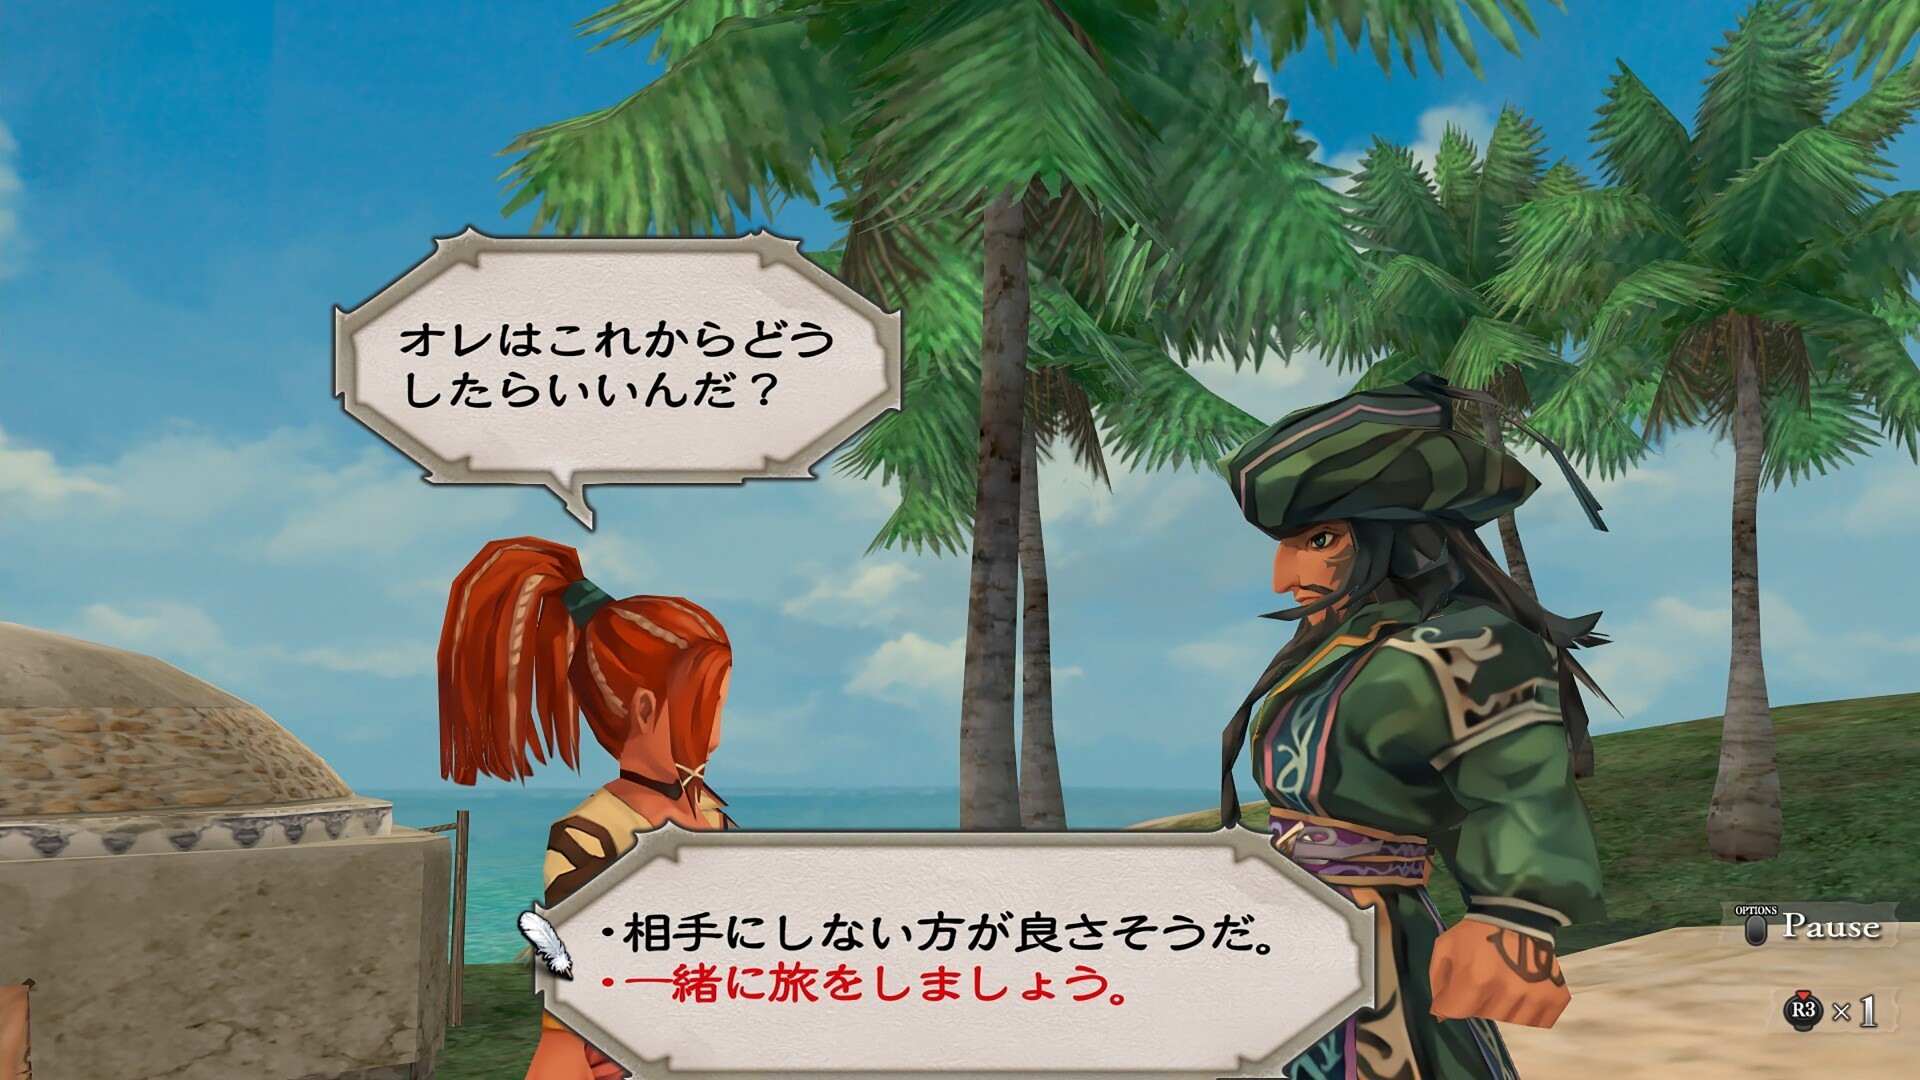 オレはこれからどう
したらいいんだ？
・相手にしない方が良さそうだ。
・一緒に旅をしましょう。
OPTIONS
Pause
R3 × 1